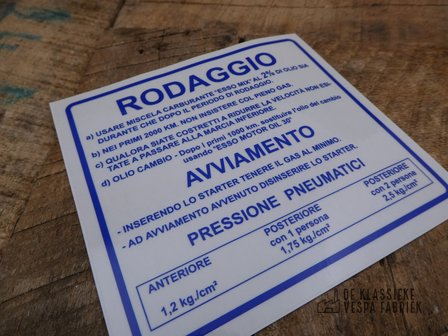 RODAGGIO
a) USARE MISCELA CARBURANTE "ESSO MIX" AL 2% DI OLIO SIA
DURANTE CHE DOPO IL PERIODO DI RODAGGIO.
b) NEI PRIMI 2000 KM. NON INSISTERE COL PIENO GAS.
c) QUALORA SIATE COSTRETTI A RIDURRE LA VELOCITÀ NON ESI-
TATE A PASSARE ALLA MARCIA INFERIORE.
d) OLIO CAMBIO - Dopo i primi 1000 km. sostituire l'olio del cambio
usando "ESSO MOTOR OIL 30"
AVVIAMENTO
- INSERENDO LO STARTER TENERE IL GAS AL MINIMO
- AD AVVIAMENTO AVVENUTO DISINSERIRE LO STARTER.
PRESSIONE PNEUMATICI
ANTERIORE
1,2 kg./cm²
POSTERIORE
con 1 persona
1,75 kg./cm²
POSTERIORE
con 2 persone
2,5 kg./cm²
DE KLASSIEKE
VESPA FABRIEK